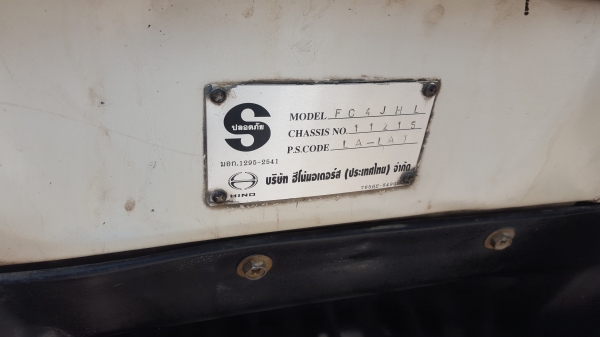 S
ปลอดภัย
มอก.1295-2541
MODEL FC4JHL
CHASSIS NO. 11215
P.S.CODE LA-LAT
HINO
บริษัท ฮีโน่มอเตอร์ส (ประเทศไทย) จำกัด